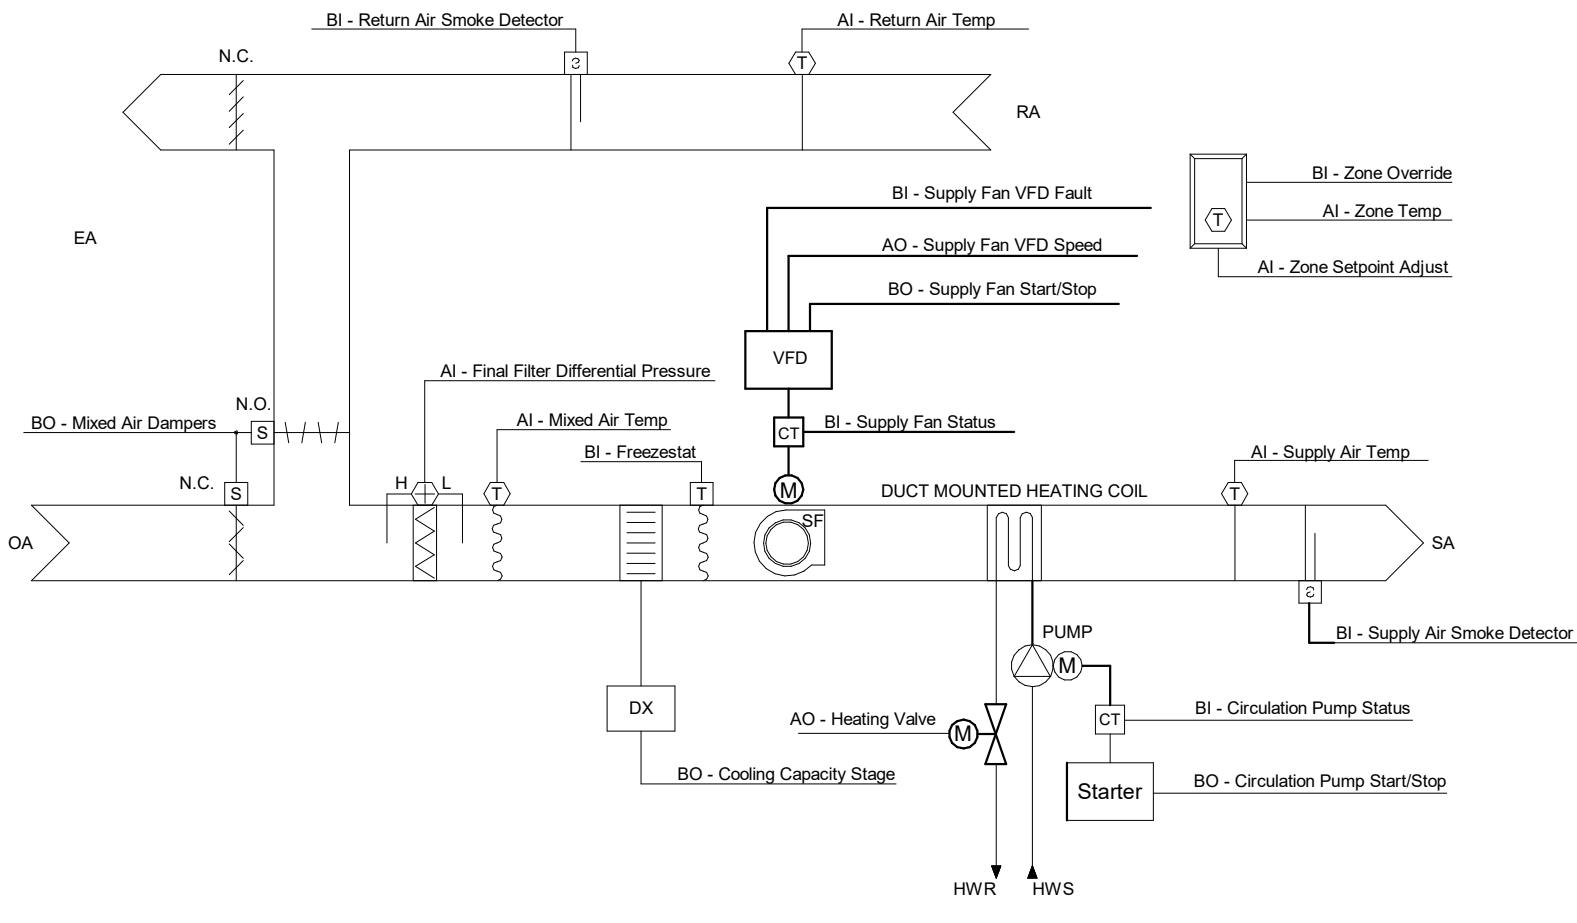 BI - Return Air Smoke Detector
AI - Return Air Temp
N.C.
S
T
RA
BI - Zone Override
BI - Supply Fan VFD Fault
AI - Zone Temp
T
EA
AO - Supply Fan VFD Speed
AI - Zone Setpoint Adjust
BO - Supply Fan Start/Stop
VFD
AI - Final Filter Differential Pressure
N.O.
BO - Mixed Air Dampers
S
AI - Mixed Air Temp
CT
BI - Supply Fan Status
BI - Freezestat
AI - Supply Air Temp
N.C.
S
H
L
T
T
M
DUCT MOUNTED HEATING COIL
T
SF
OA
SA
S
BI - Supply Air Smoke Detector
PUMP
M
DX
AO - Heating Valve
M
CT
BI - Circulation Pump Status
BO - Cooling Capacity Stage
Starter
BO - Circulation Pump Start/Stop
HWR
HWS